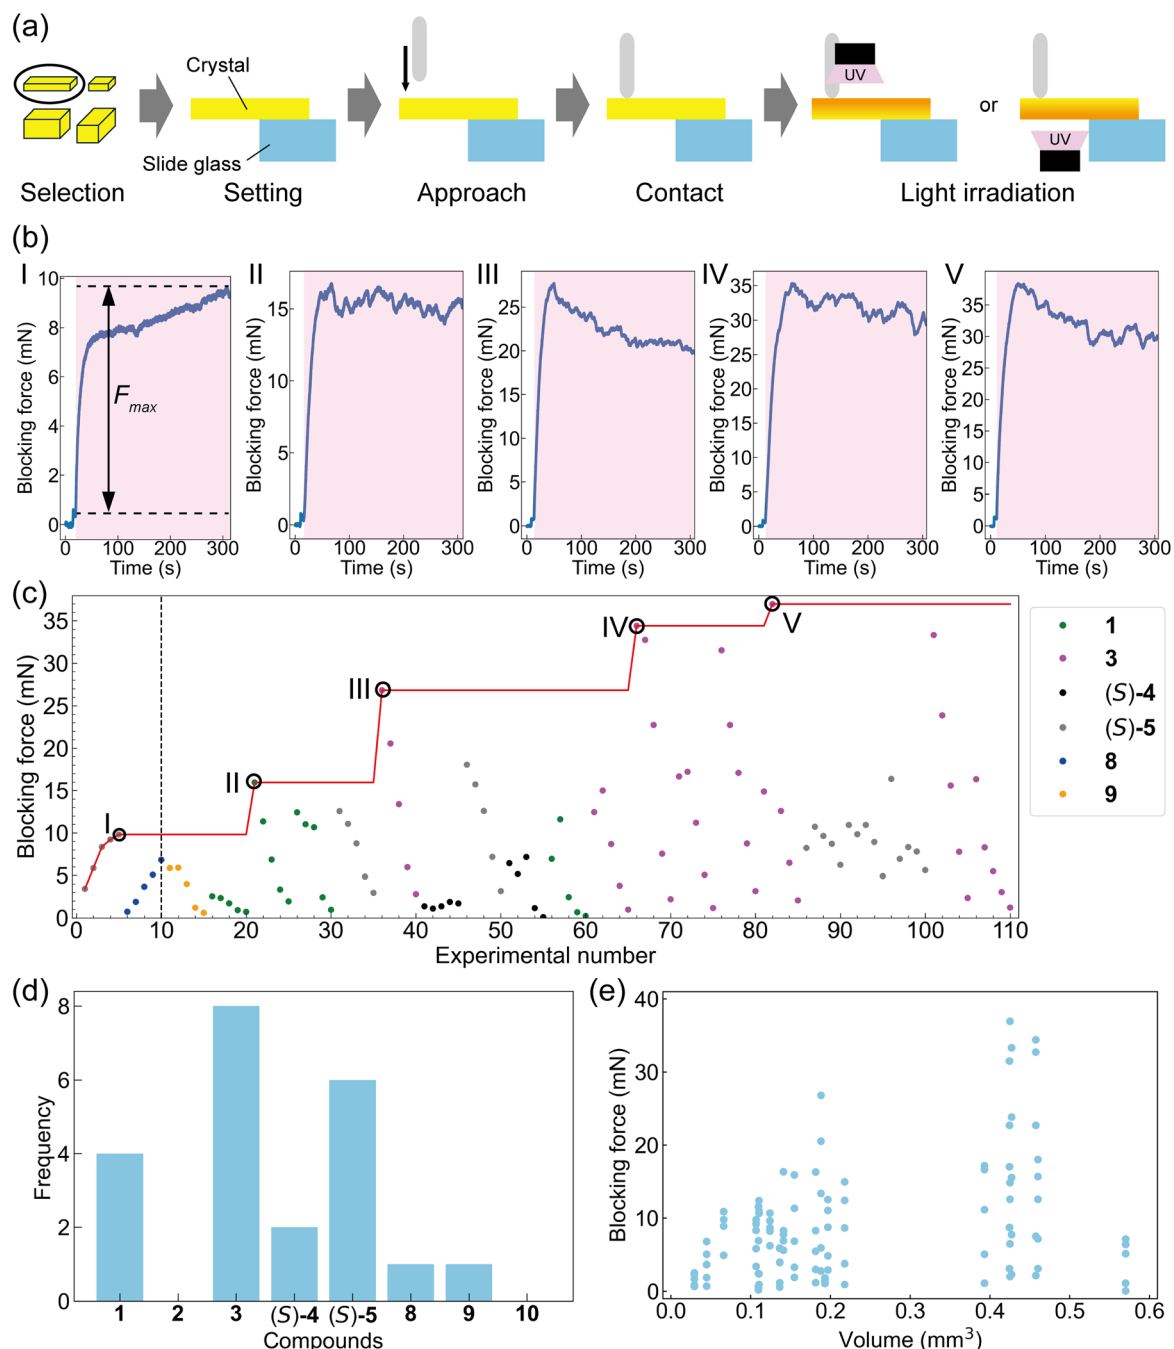 (a)
Crystal
Slide glass
UV
or
UV
Selection
Setting
Approach
Contact
Light irradiation
(b)
I
II
III
IV
V
Blocking force (mN)
10
8
6
4
2
0
F_max
0 100 200 300
Time (s)
Blocking force (mN)
15
10
5
0
0 100 200 300
Time (s)
Blocking force (mN)
25
20
15
10
5
0
0 100 200 300
Time (s)
Blocking force (mN)
35
30
25
20
15
10
5
0
0 100 200 300
Time (s)
Blocking force (mN)
35
30
25
20
15
10
5
0
0 100 200 300
Time (s)
(c)
Blocking force (mN)
35
30
25
20
15
10
5
0
I
II
III
IV
V
0 10 20 30 40 50 60 70 80 90 100 110
Experimental number
1
3
(S)-4
(S)-5
8
9
(d)
Frequency
8
6
4
2
0
1 2 3 (S)-4 (S)-5 8 9 10
Compounds
(e)
Blocking force (mN)
40
30
20
10
0
0.0 0.1 0.2 0.3 0.4 0.5 0.6
Volume (mm³)